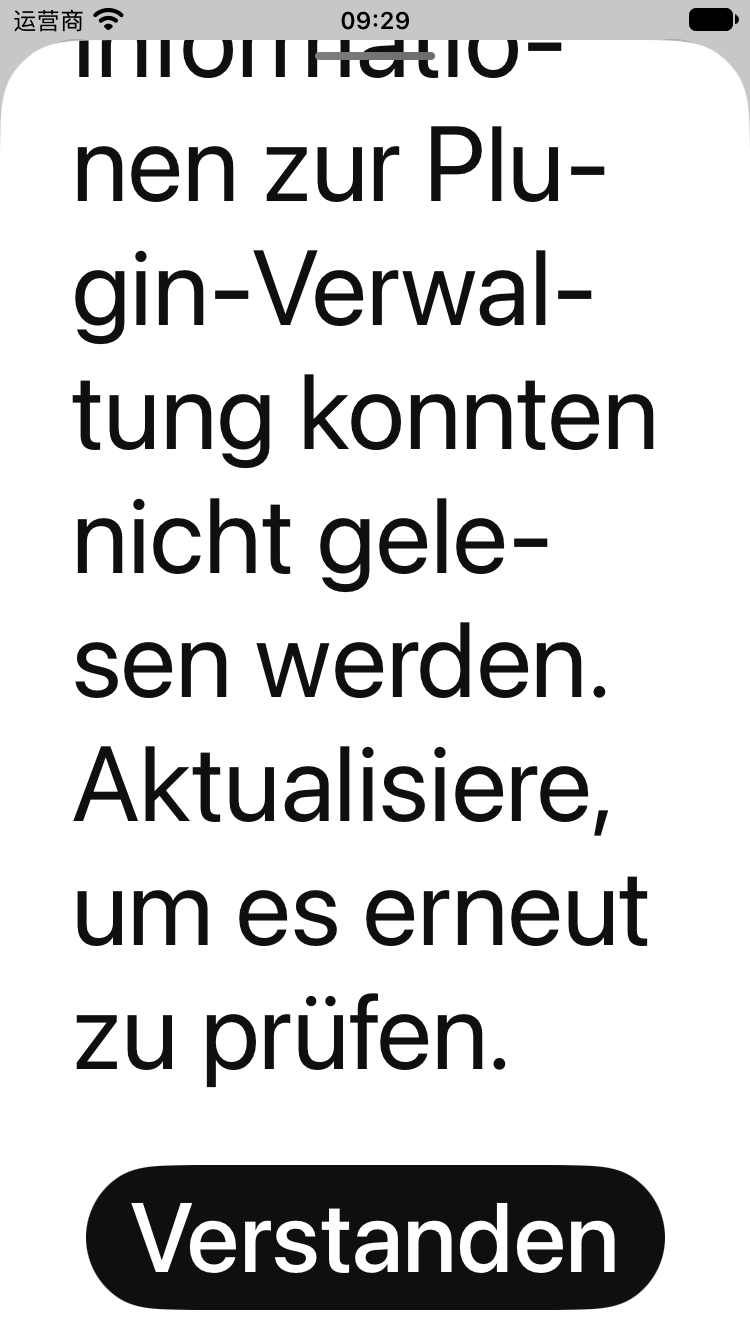 运营商
09:29
Informatio-
nen zur Plu-
gin-Verwal-
tung konnten
nicht gele-
sen werden.
Aktualisiere,
um es erneut
zu prüfen.
Verstanden